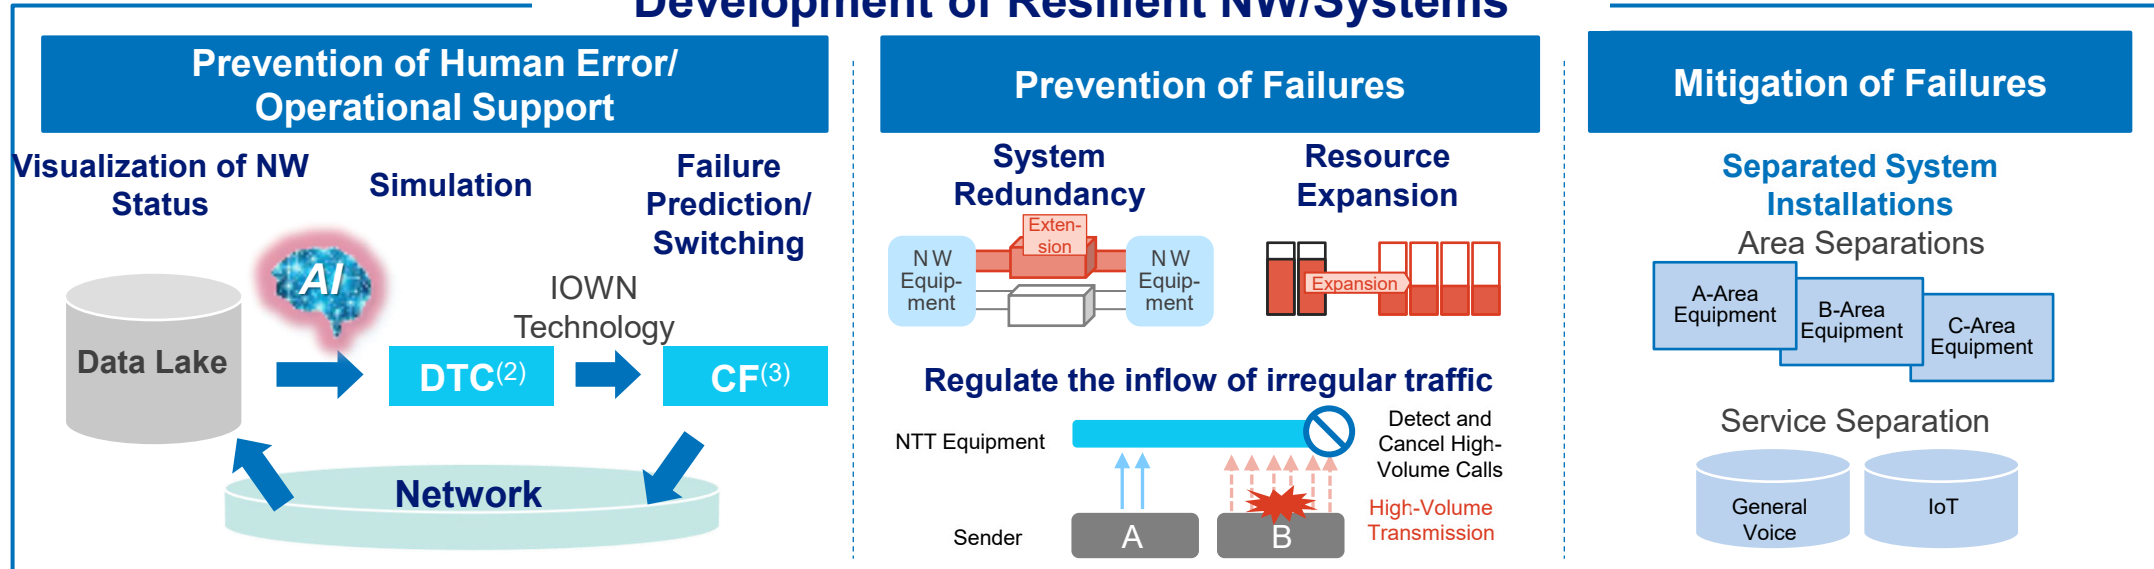 Development of Resilient NW/Systems
Prevention of Human Error/
Operational Support
Visualization of NW
Status
Simulation
Failure
Prediction/
Switching
AI
IOWN
Technology
Data Lake
DTC(2)
CF(3)
Network
Prevention of Failures
System
Redundancy
Resource
Expansion
Exten-
sion
NW
Equip-
ment
NW
Equip-
ment
Expansion
Regulate the inflow of irregular traffic
NTT Equipment
Detect and
Cancel High-
Volume Calls
High-Volume
Transmission
Sender
A
B
Mitigation of Failures
Separated System
Installations
Area Separations
A-Area
Equipment
B-Area
Equipment
C-Area
Equipment
Service Separation
General
Voice
IoT